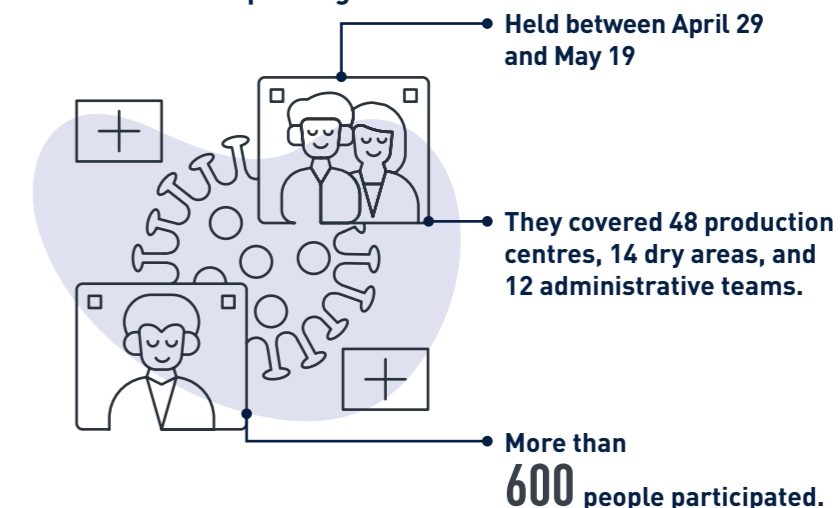 Held between April 29
and May 19
They covered 48 production
centres, 14 dry areas, and
12 administrative teams.
More than
600 people participated.